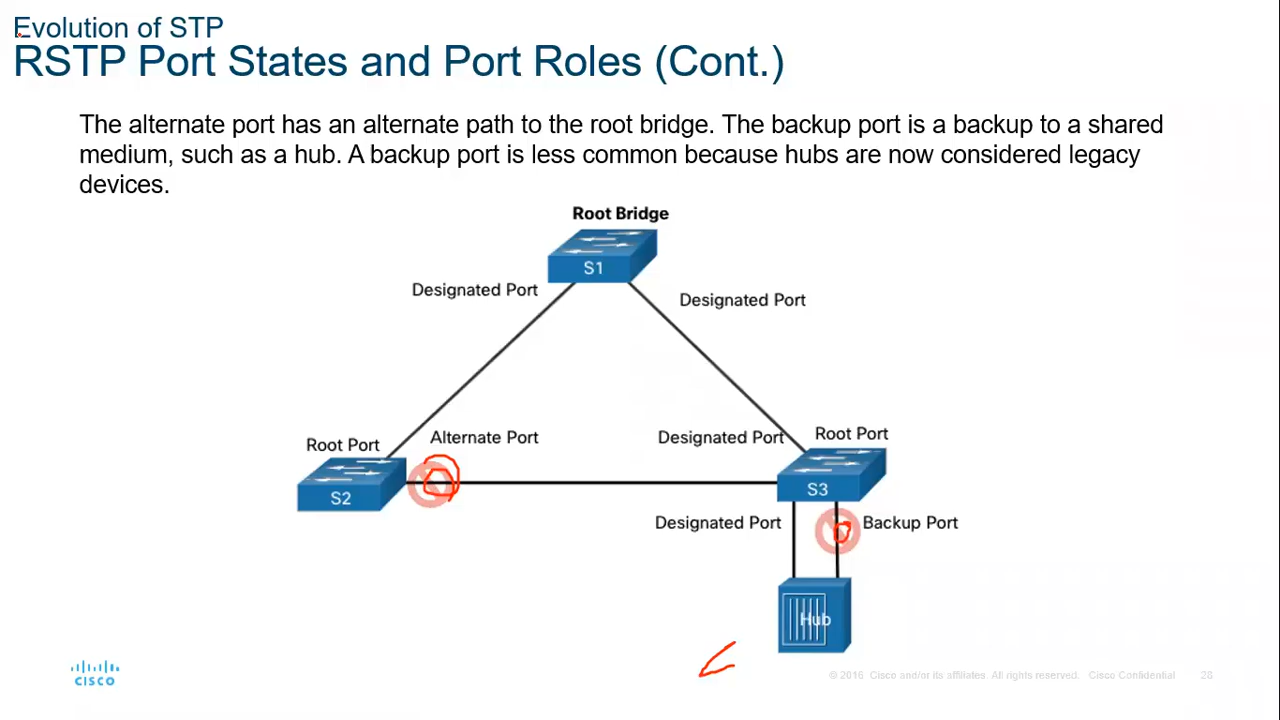 Evolution of STP
RSTP Port States and Port Roles (Cont.)
The alternate port has an alternate path to the root bridge. The backup port is a backup to a shared
medium, such as a hub. A backup port is less common because hubs are now considered legacy
devices.
Root Bridge
S1
Designated Port
Designated Port
Root Port
Alternate Port
Designated Port
Root Port
S2
S3
Designated Port
Backup Port
Hub
CISCO
© 2016 Cisco and/or its affiliates. All rights reserved. Cisco Confidential
28